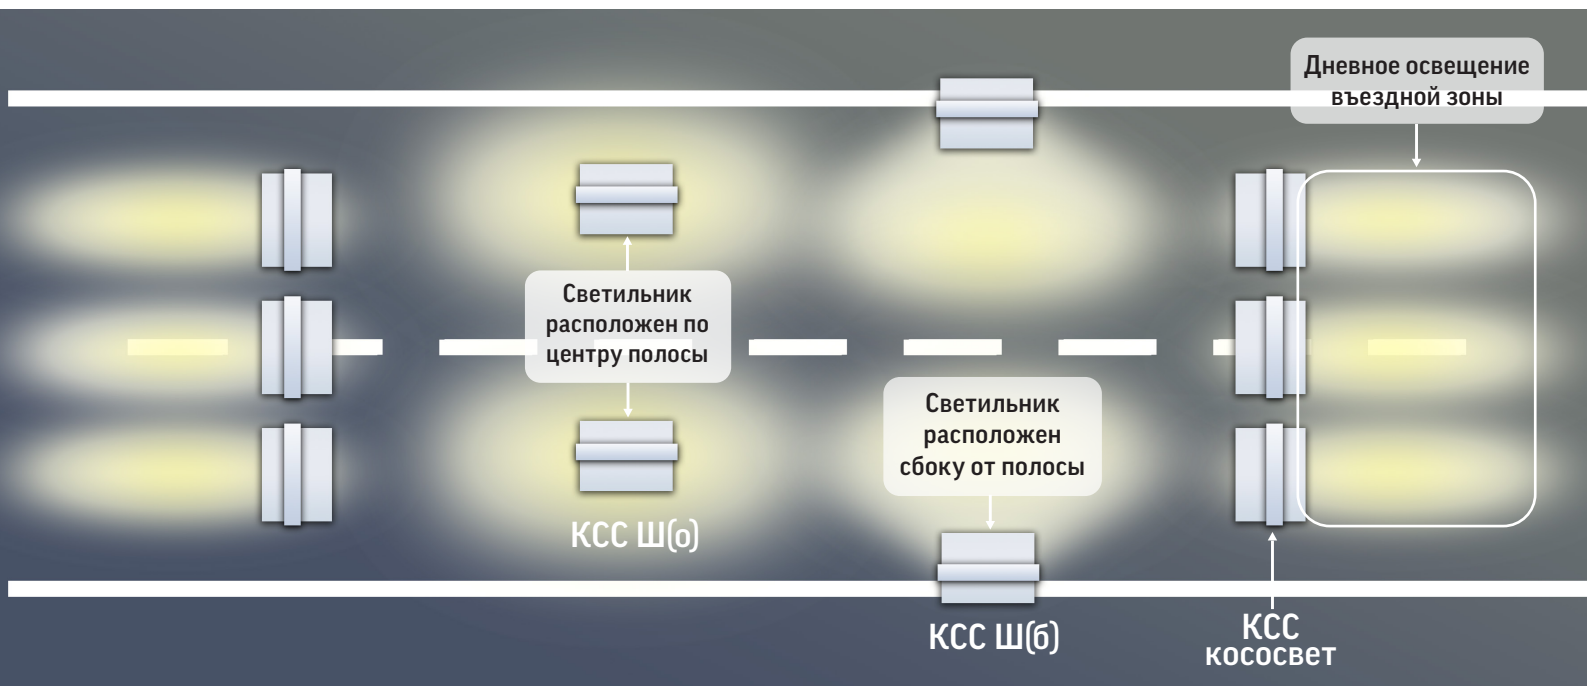 Дневное освещение
въездной зоны
Светильник
расположен по
центру полосы
Светильник
расположен
сбоку от полосы
КСС Ш(о)
КСС Ш(б)
КСС
кососвет